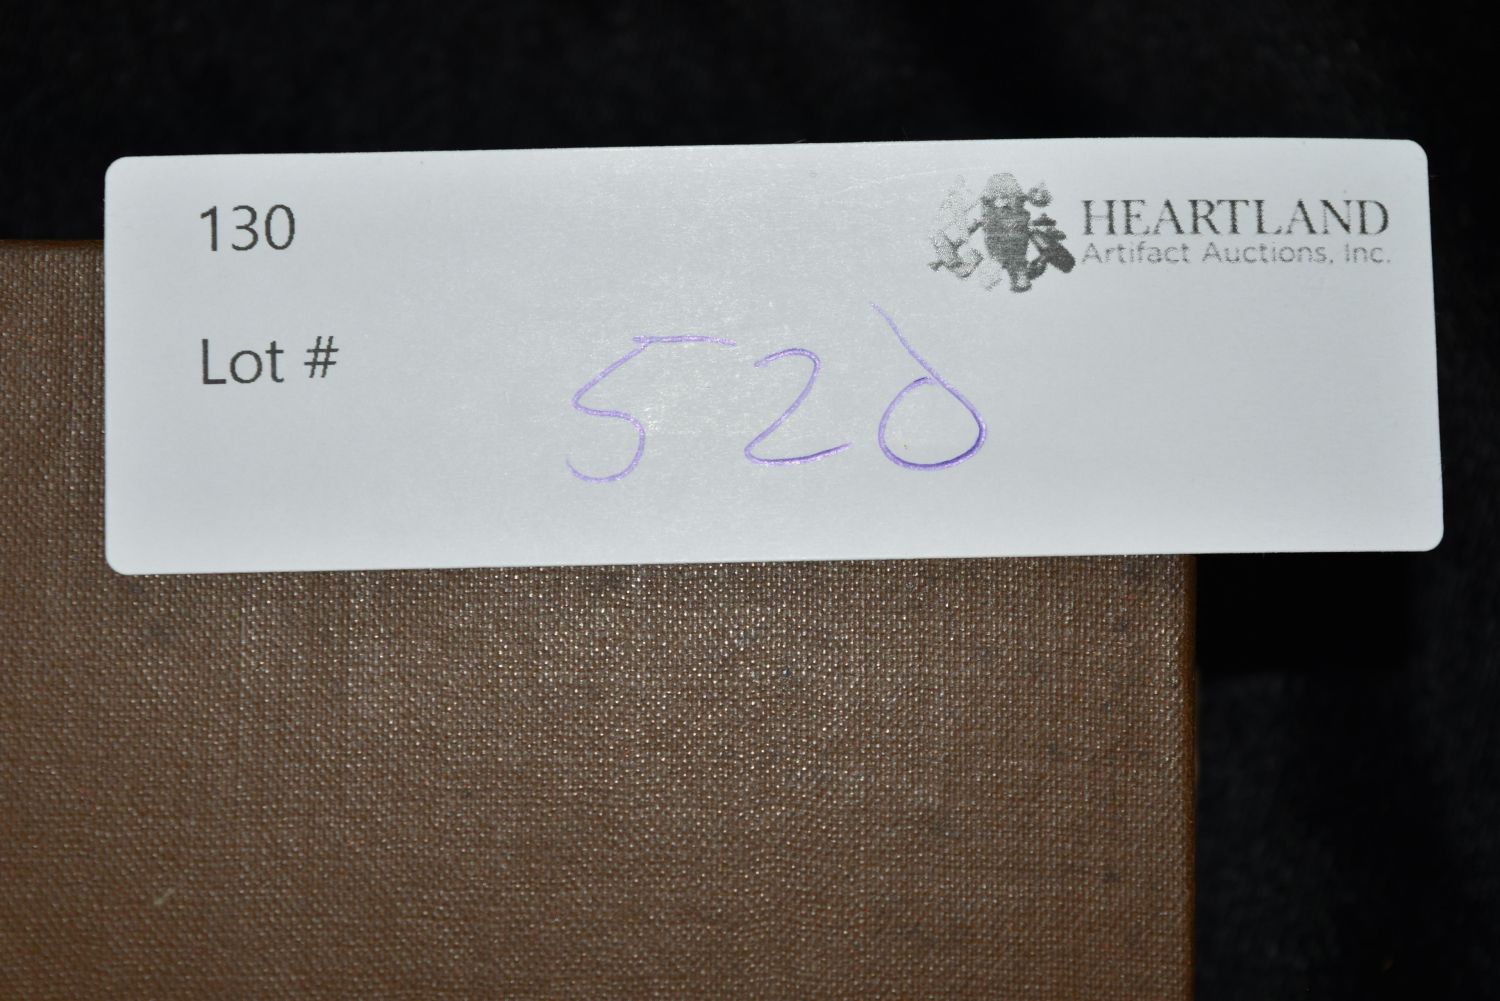 130
HEARTLAND
Artifact Auctions, Inc.
Lot # 520